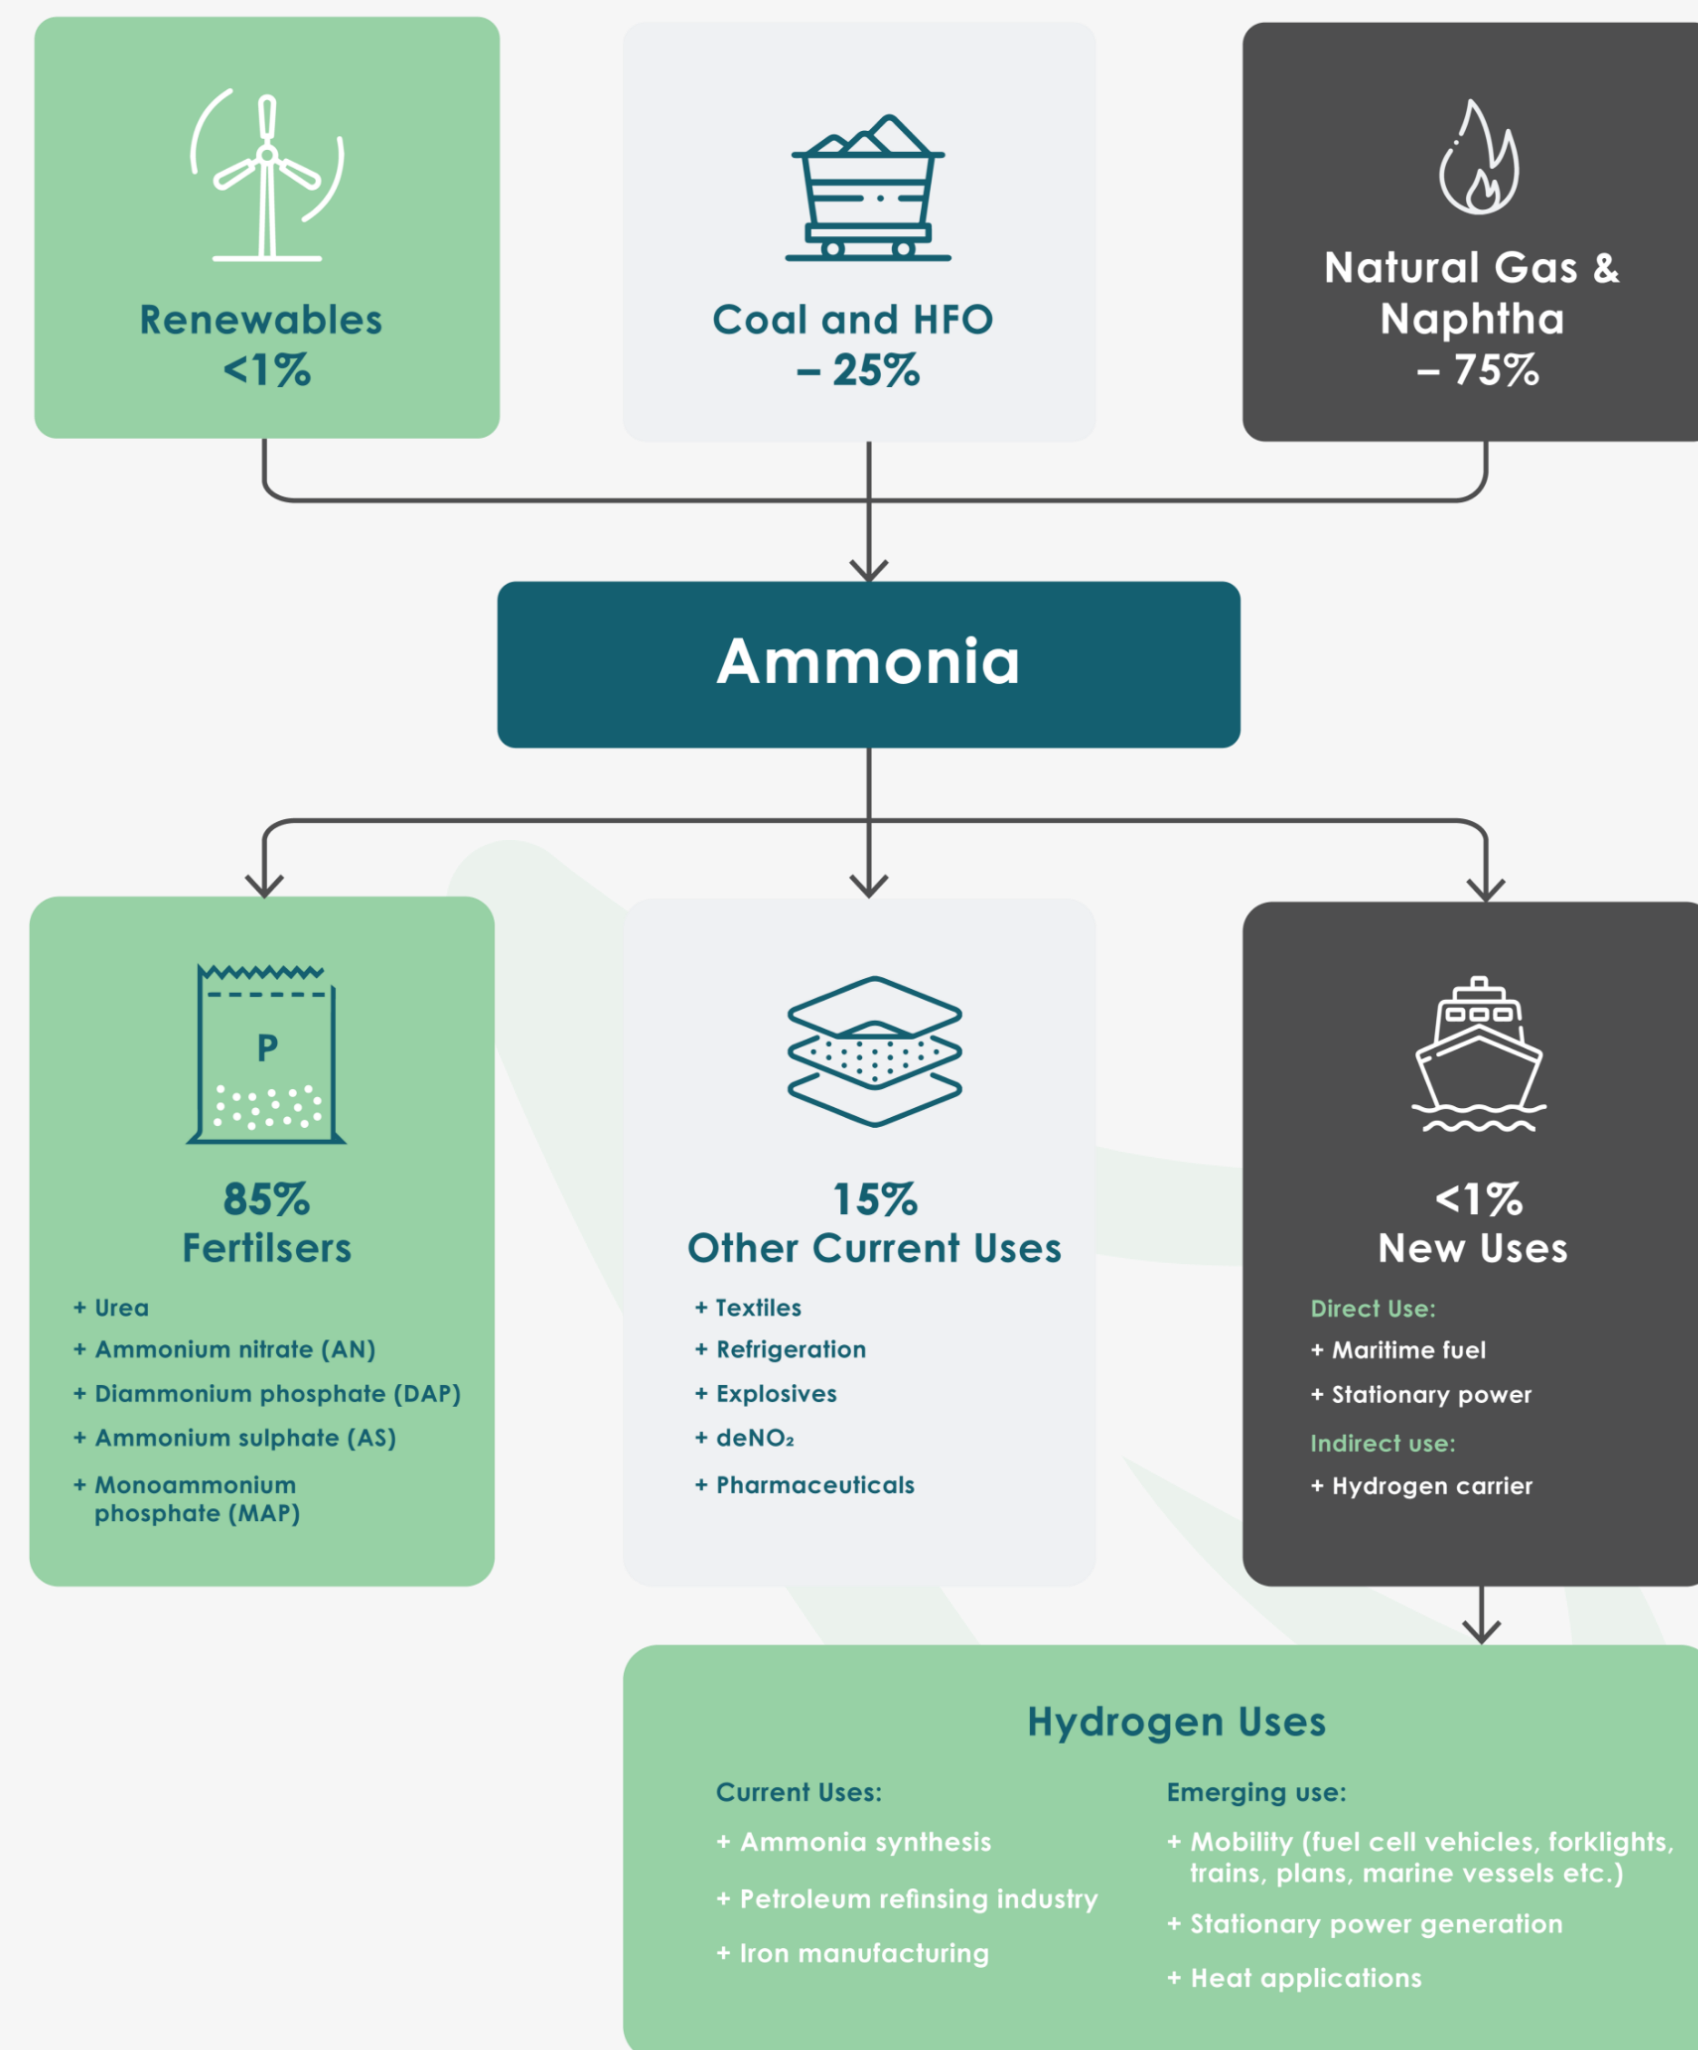 Renewables
<1%
Coal and HFO
– 25%
Natural Gas &
Naphtha
– 75%
Ammonia
P
85%
Fertilsers
+ Urea
+ Ammonium nitrate (AN)
+ Diammonium phosphate (DAP)
+ Ammonium sulphate (AS)
+ Monoammonium
phosphate (MAP)
15%
Other Current Uses
+ Textiles
+ Refrigeration
+ Explosives
+ deNO₂
+ Pharmaceuticals
<1%
New Uses
Direct Use:
+ Maritime fuel
+ Stationary power
Indirect use:
+ Hydrogen carrier
Hydrogen Uses
Current Uses:
+ Ammonia synthesis
+ Petroleum refinsing industry
+ Iron manufacturing
Emerging use:
+ Mobility (fuel cell vehicles, forklights,
trains, plans, marine vessels etc.)
+ Stationary power generation
+ Heat applications